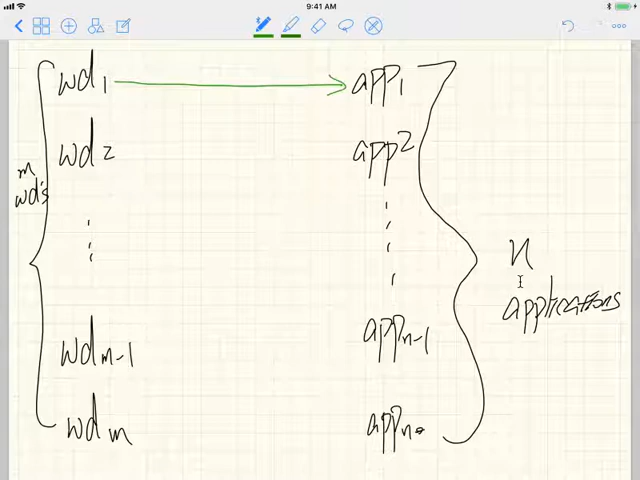 9:41 AM
wd1
app1
wd2
app2
m
wd's
n
applications
wdm-1
appn-1
wdm
appn